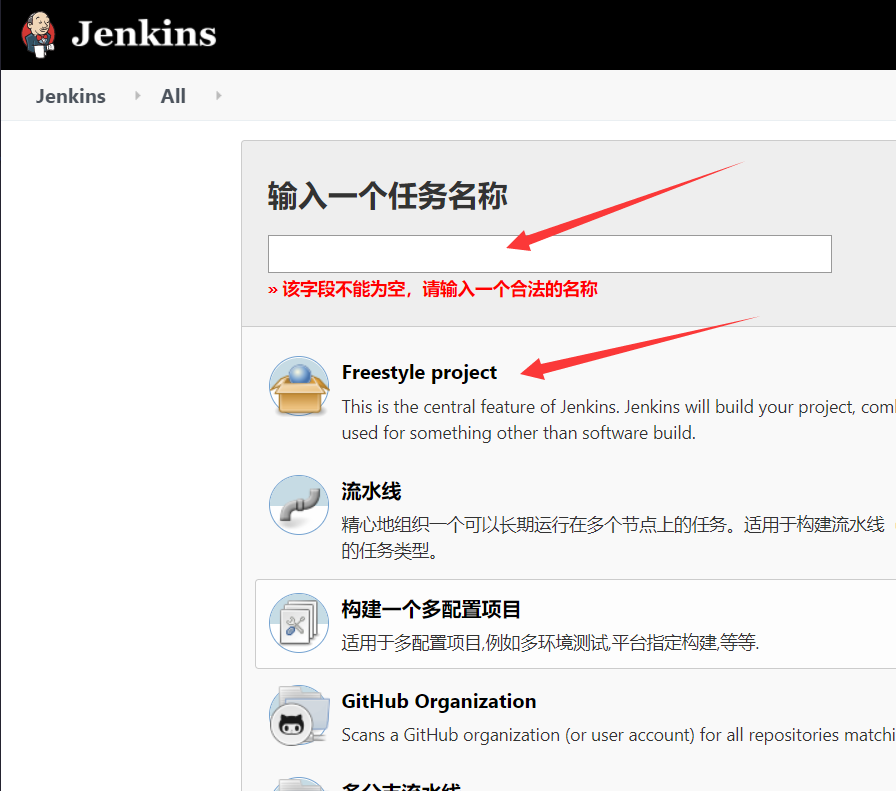 Jenkins
Jenkins All
输入一个任务名称
» 该字段不能为空，请输入一个合法的名称
Freestyle project
This is the central feature of Jenkins. Jenkins will build your project,
used for something other than software build.
流水线
精心地组织一个可以长期运行在多个节点上的任务。适用于构建流水线
的任务类型。
构建一个多配置项目
适用于多配置项目,例如多环境测试,平台指定构建,等等.
GitHub Organization
Scans a GitHub organization (or user account) for all repositories
多分支流水线